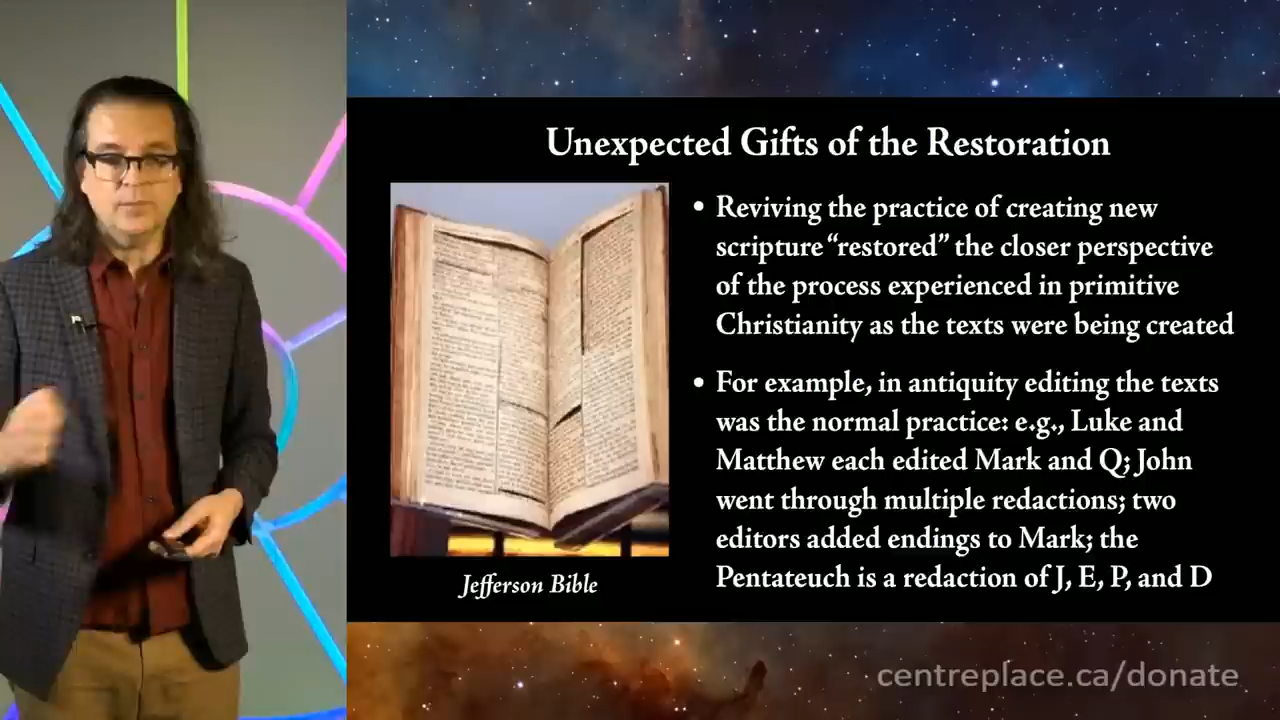 Unexpected Gifts of the Restoration
• Reviving the practice of creating new
scripture “restored” the closer perspective
of the process experienced in primitive
Christianity as the texts were being created
• For example, in antiquity editing the texts
was the normal practice: e.g., Luke and
Matthew each edited Mark and Q; John
went through multiple redactions; two
editors added endings to Mark; the
Pentateuch is a redaction of J, E, P, and D
Jefferson Bible
centreplace.ca/donate